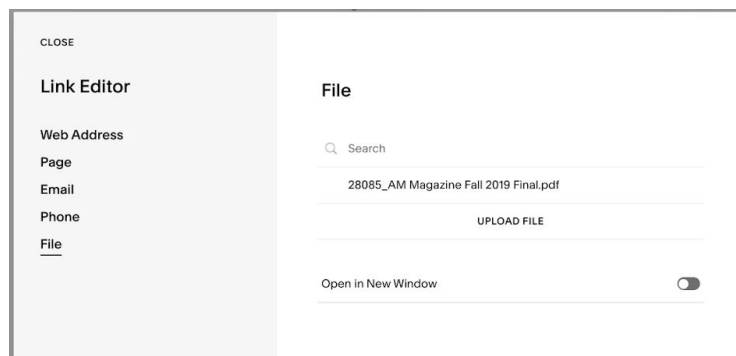 CLOSE
Link Editor
Web Address
Page
Email
Phone
File
File
Search
28085_AM Magazine Fall 2019 Final.pdf
UPLOAD FILE
Open in New Window